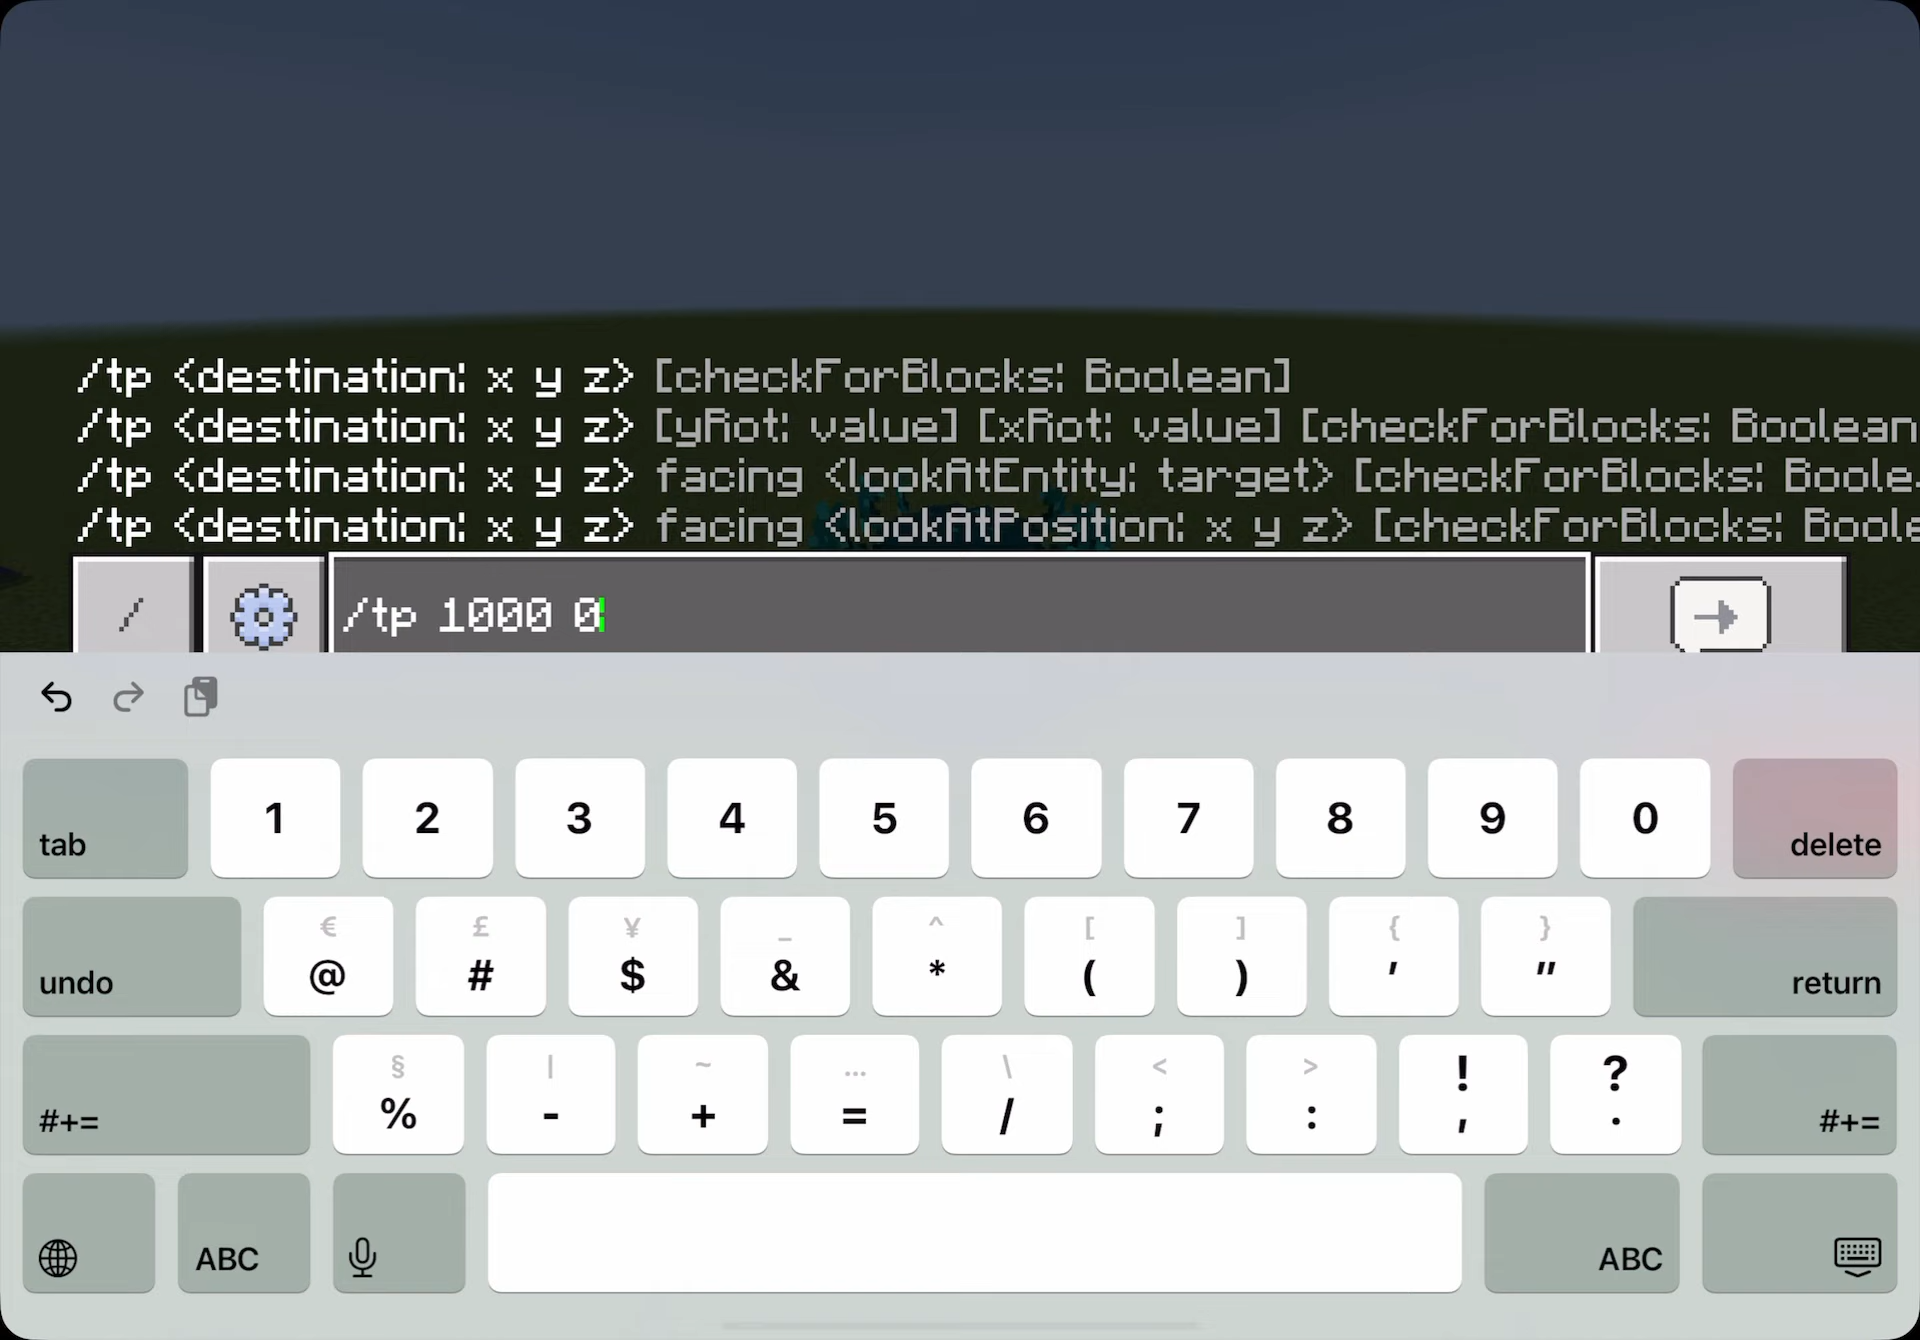 /tp <destination: x y z> [checkForBlocks: Boolean]
/tp <destination: x y z> [yRot: value] [xRot: value] [checkForBlocks: Boolean
/tp <destination: x y z> facing <lookAtEntity: target> [checkForBlocks: Boole
/tp <destination: x y z> facing <lookAtPosition: x y z> [checkForBlocks: Boole
/ /tp 1000 0
tab 1 2 3 4 5 6 7 8 9 0 delete
€ £ ¥ _ ^ [ ] { }
undo @ # $ & * ( ) ' " return
§ | ~ … \ < > ! ?
#+= % - + = / ; : , . #+=
ABC ABC